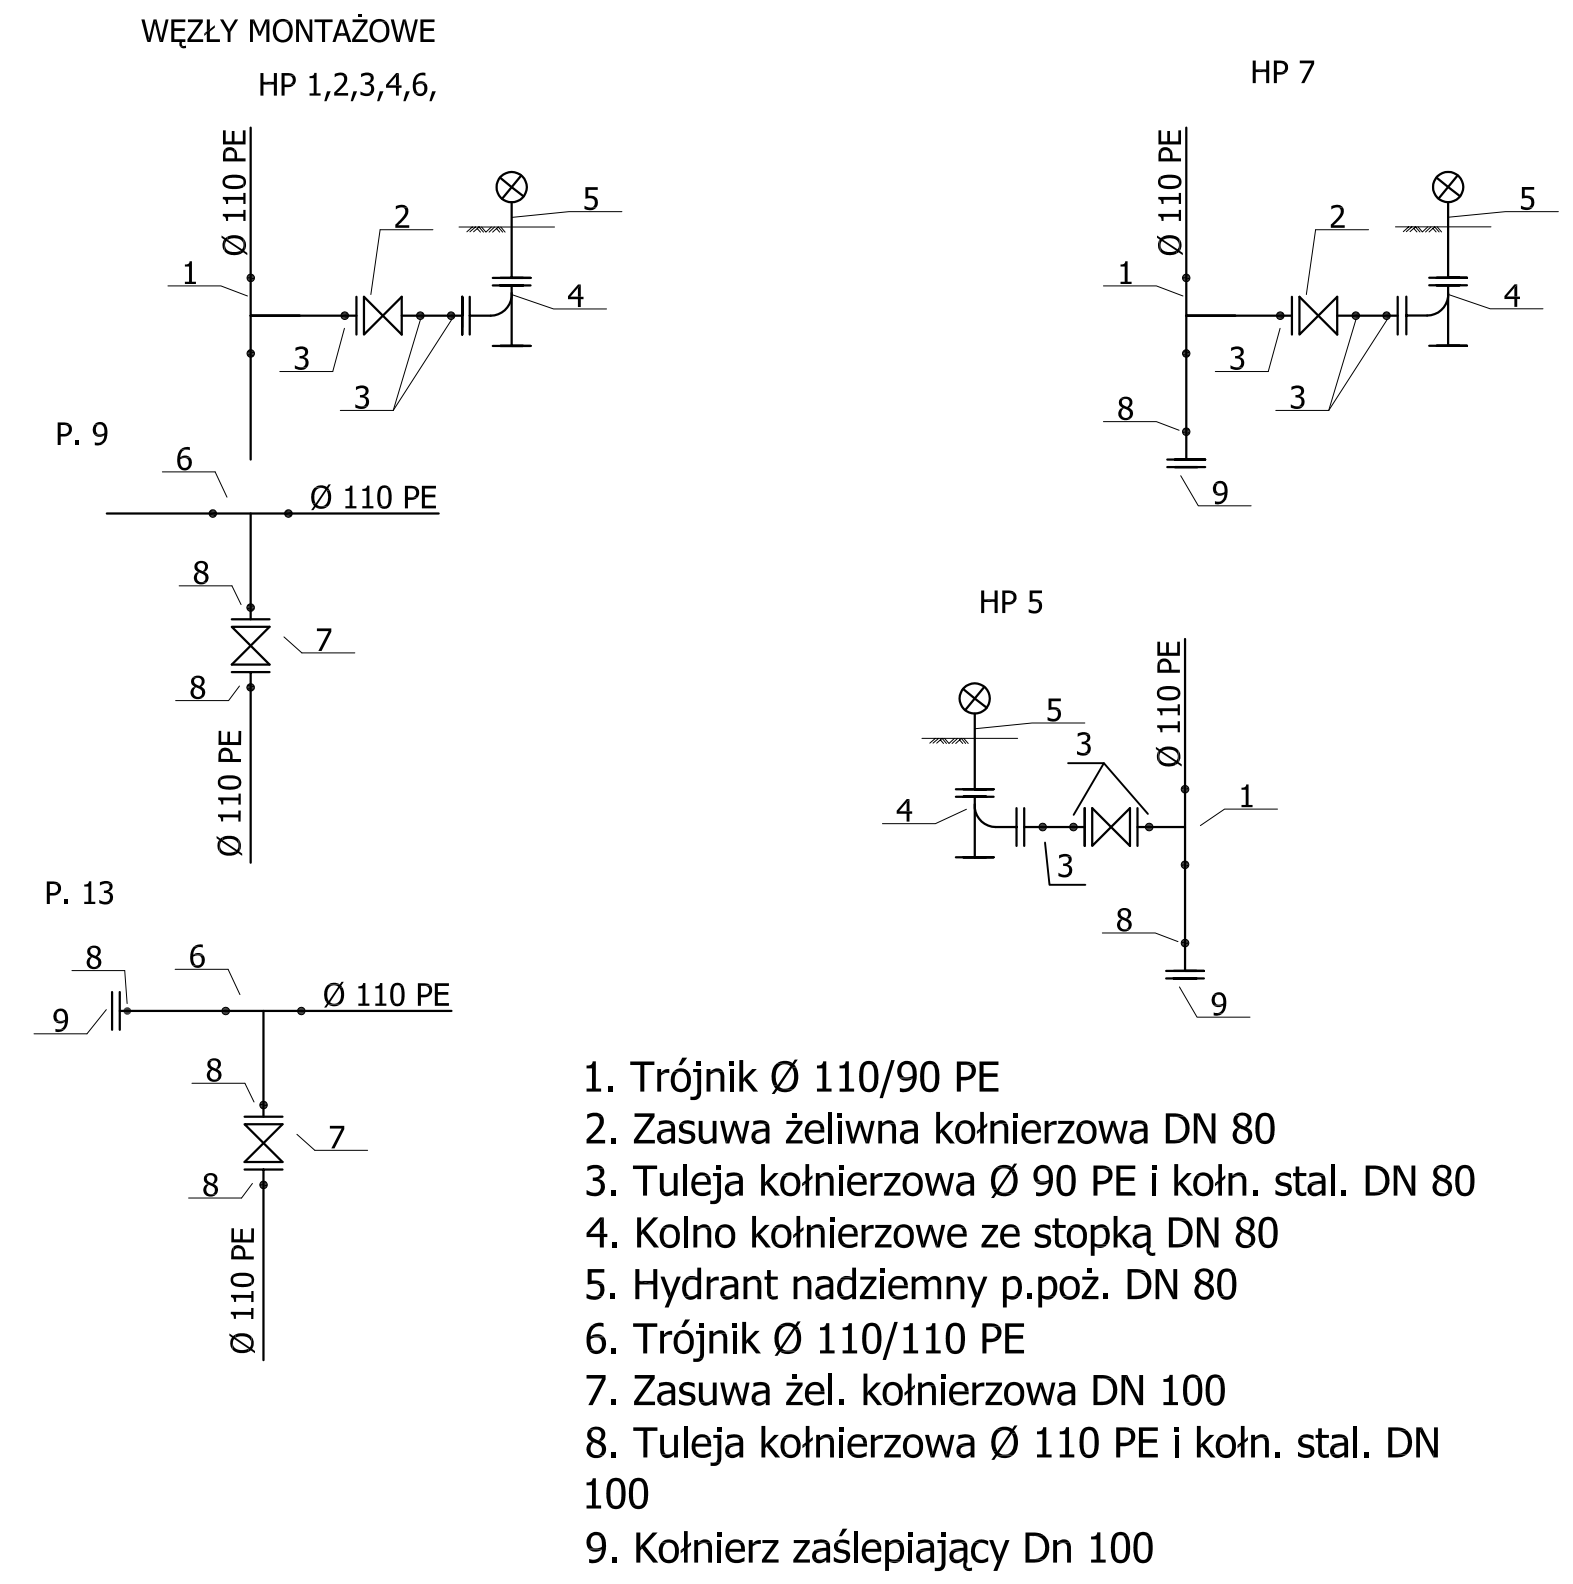 WĘZŁY MONTAŻOWE
HP 1,2,3,4,6,
Ø 110 PE
1
2
5
4
3
3
HP 7
Ø 110 PE
1
2
5
4
3
3
8
9
P. 9
6
Ø 110 PE
8
7
8
Ø 110 PE
HP 5
Ø 110 PE
5
3
4
1
3
8
9
P. 13
8
6
Ø 110 PE
9
8
7
8
Ø 110 PE
1. Trójnik Ø 110/90 PE
2. Zasuwa żeliwna kołnierzowa DN 80
3. Tuleja kołnierzowa Ø 90 PE i kołn. stal. DN 80
4. Kolno kołnierzowe ze stopką DN 80
5. Hydrant nadziemny p.poż. DN 80
6. Trójnik Ø 110/110 PE
7. Zasuwa żel. kołnierzowa DN 100
8. Tuleja kołnierzowa Ø 110 PE i kołn. stal. DN
100
9. Kołnierz zaślepiający Dn 100